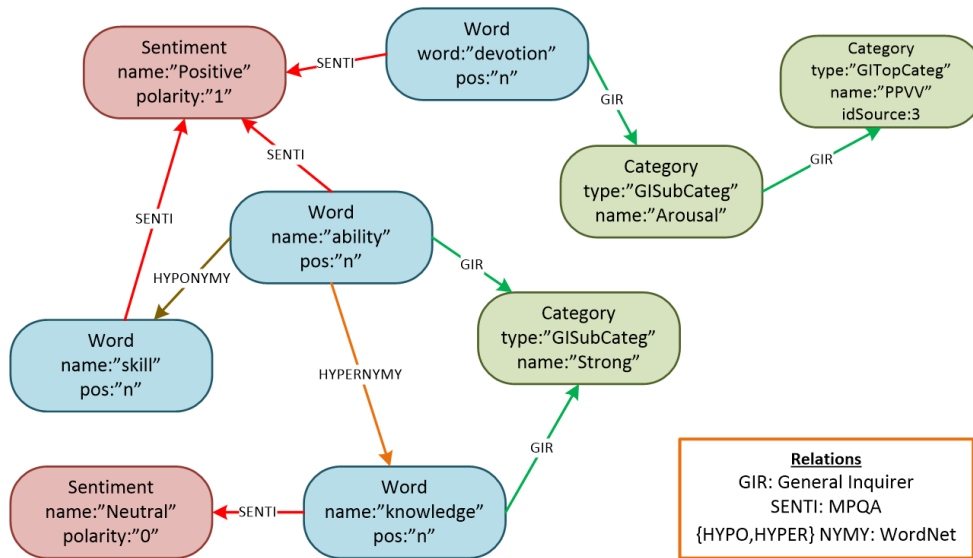 Sentiment
name:”Positive”
polarity:”1”
SENTI
Word
word:”devotion”
pos:”n”
GIR
Category
type:”GITopCateg”
name:”PPVV”
idSource:3
GIR
Category
type:”GISubCateg”
name:”Arousal”
SENTI
SENTI
Word
name:”ability”
pos:”n”
GIR
HYPONYMY
Word
name:”skill”
pos:”n”
HYPERNYMY
Category
type:”GISubCateg”
name:”Strong”
GIR
Sentiment
name:”Neutral”
polarity:”0”
SENTI
Word
name:”knowledge”
pos:”n”
Relations
GIR: General Inquirer
SENTI: MPQA
{HYPO,HYPER} NYMY: WordNet